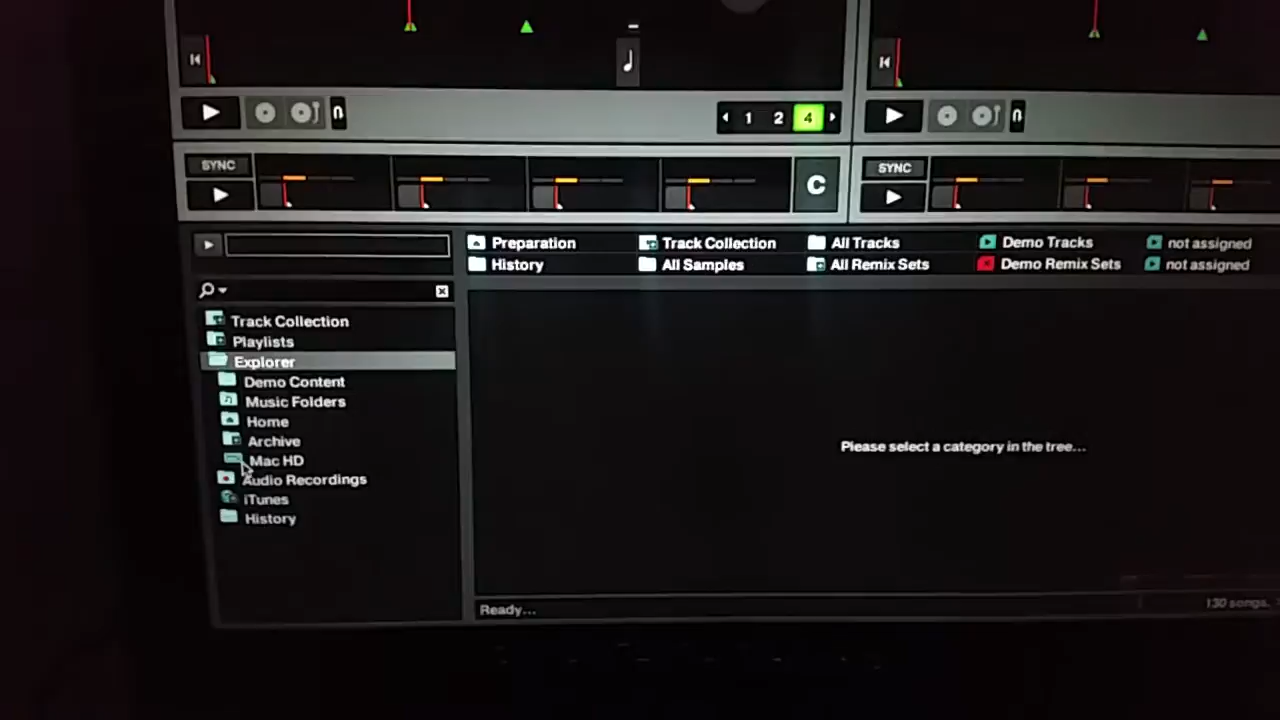 1 2 4
SYNC
C
SYNC
Preparation Track Collection All Tracks Demo Tracks not assigned
History All Samples All Remix Sets Demo Remix Sets not assigned
Track Collection
Playlists
Explorer
Demo Content
Music Folders
Home
Archive
Mac HD
Audio Recordings
iTunes
History
Please select a category in the tree...
Ready...
130 songs,